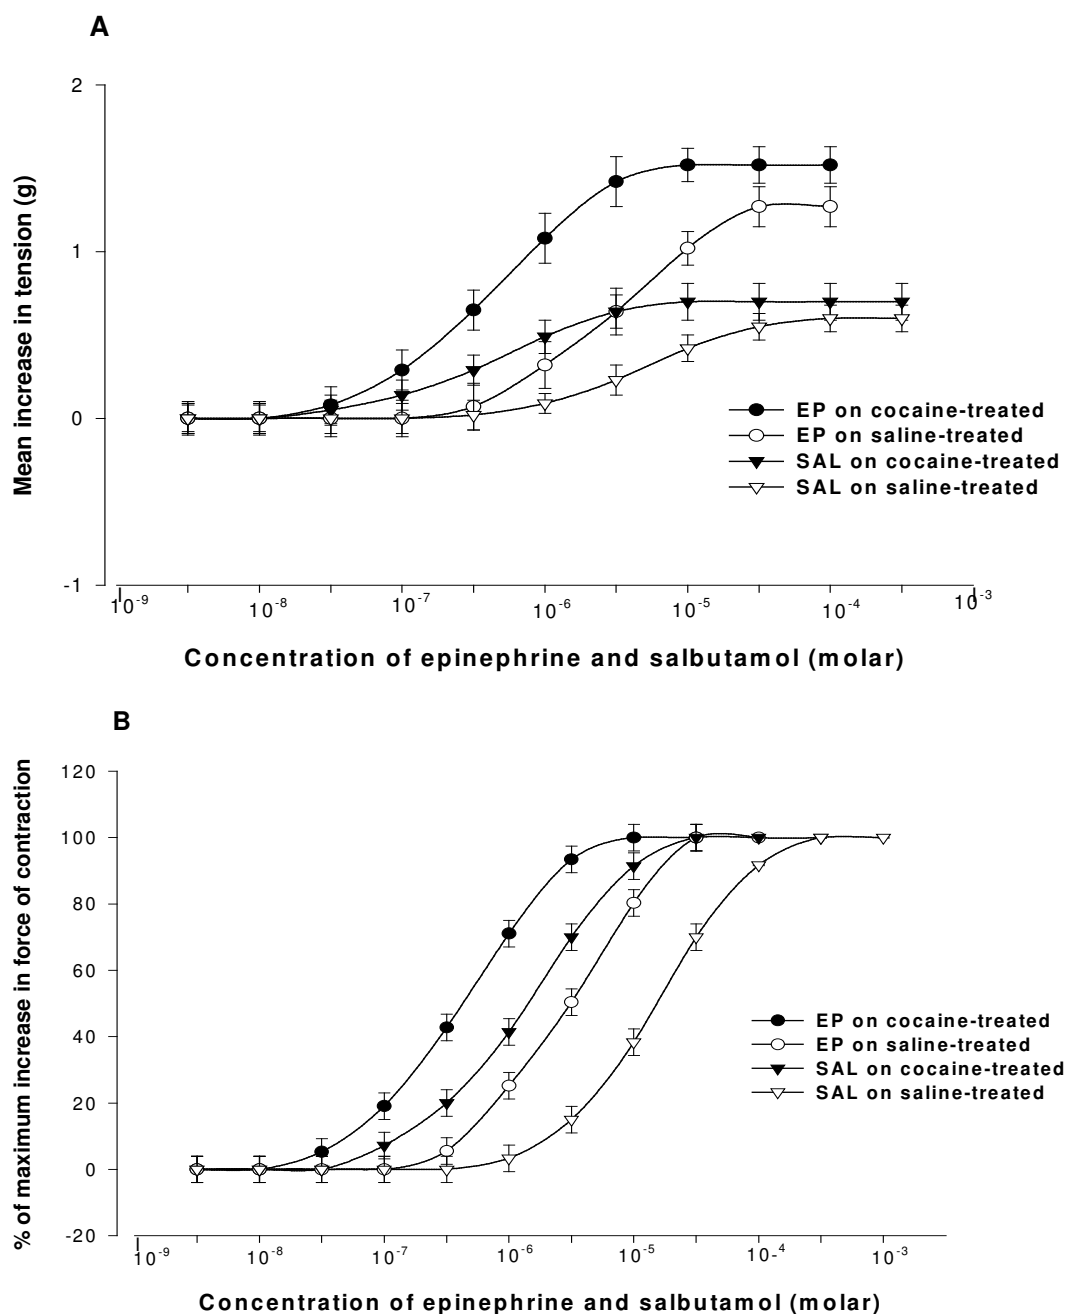 A
2
1
0
-1
Mean increase in tension (g)
EP on cocaine-treated
EP on saline-treated
SAL on cocaine-treated
SAL on saline-treated
10-9 10-8 10-7 10-6 10-5 10-4 10-3
Concentration of epinephrine and salbutamol (molar)
B
120
100
80
60
40
20
0
-20
% of maximum increase in force of contraction
EP on cocaine-treated
EP on saline-treated
SAL on cocaine-treated
SAL on saline-treated
10-9 10-8 10-7 10-6 10-5 10-4 10-3
Concentration of epinephrine and salbutamol (molar)